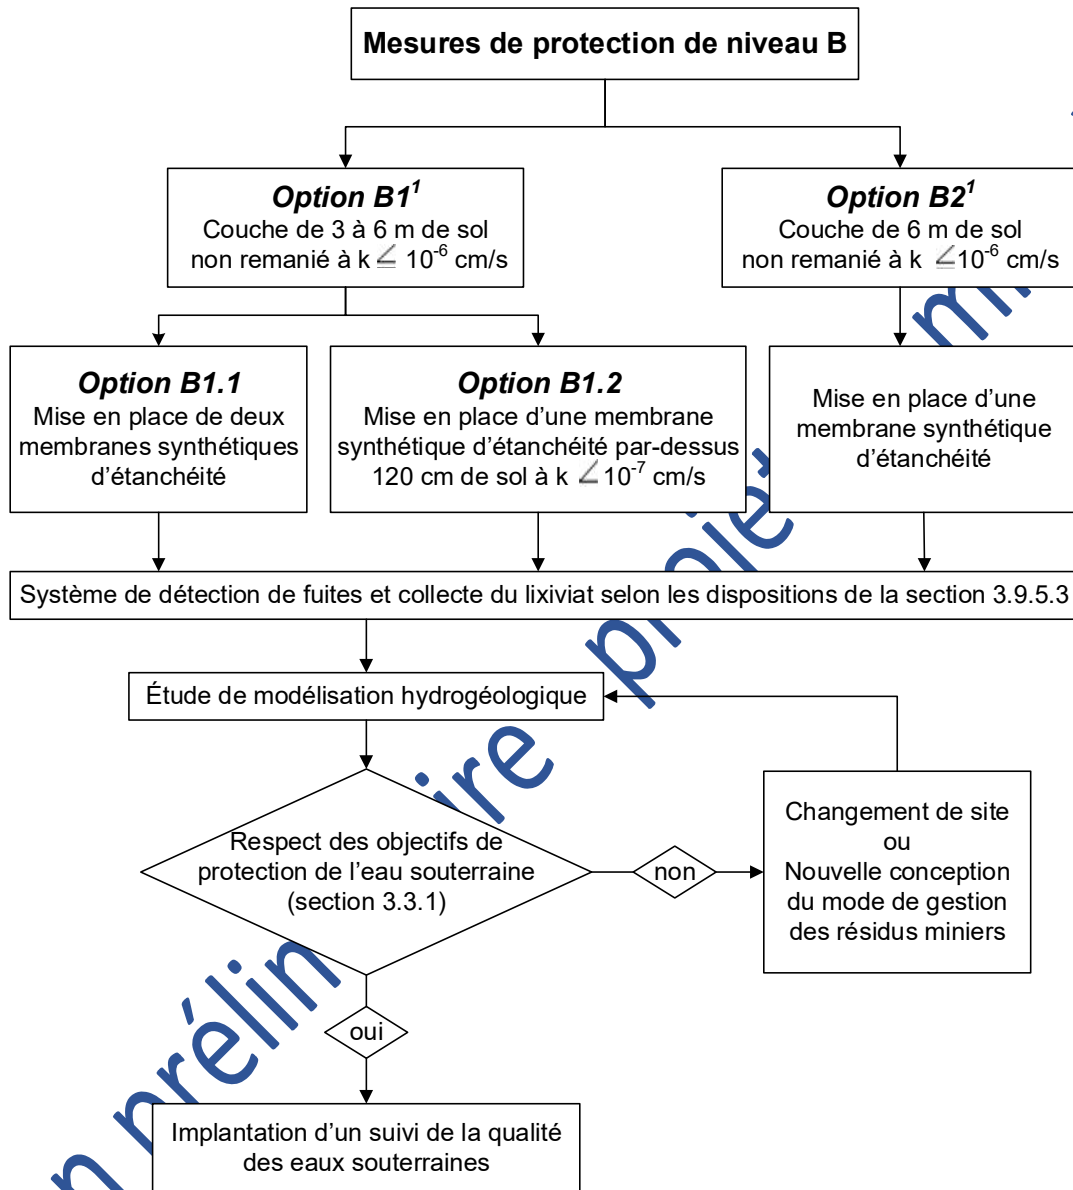 Mesures de protection de niveau B
Option B1¹
Couche de 3 à 6 m de sol
non remanié à k ≤ 10⁻⁶ cm/s
Option B2¹
Couche de 6 m de sol
non remanié à k ≤10⁻⁶ cm/s
Option B1.1
Mise en place de deux
membranes synthétiques
d’étanchéité
Option B1.2
Mise en place d’une membrane
synthétique d’étanchéité par-dessus
120 cm de sol à k ≤ 10⁻⁷ cm/s
Mise en place d’une
membrane synthétique
d’étanchéité
Système de détection de fuites et collecte du lixiviat selon les dispositions de la section 3.9.5.3
Étude de modélisation hydrogéologique
Respect des objectifs de
protection de l’eau souterraine
(section 3.3.1)
non
Changement de site
ou
Nouvelle conception
du mode de gestion
des résidus miniers
oui
Implantation d’un suivi de la qualité
des eaux souterraines